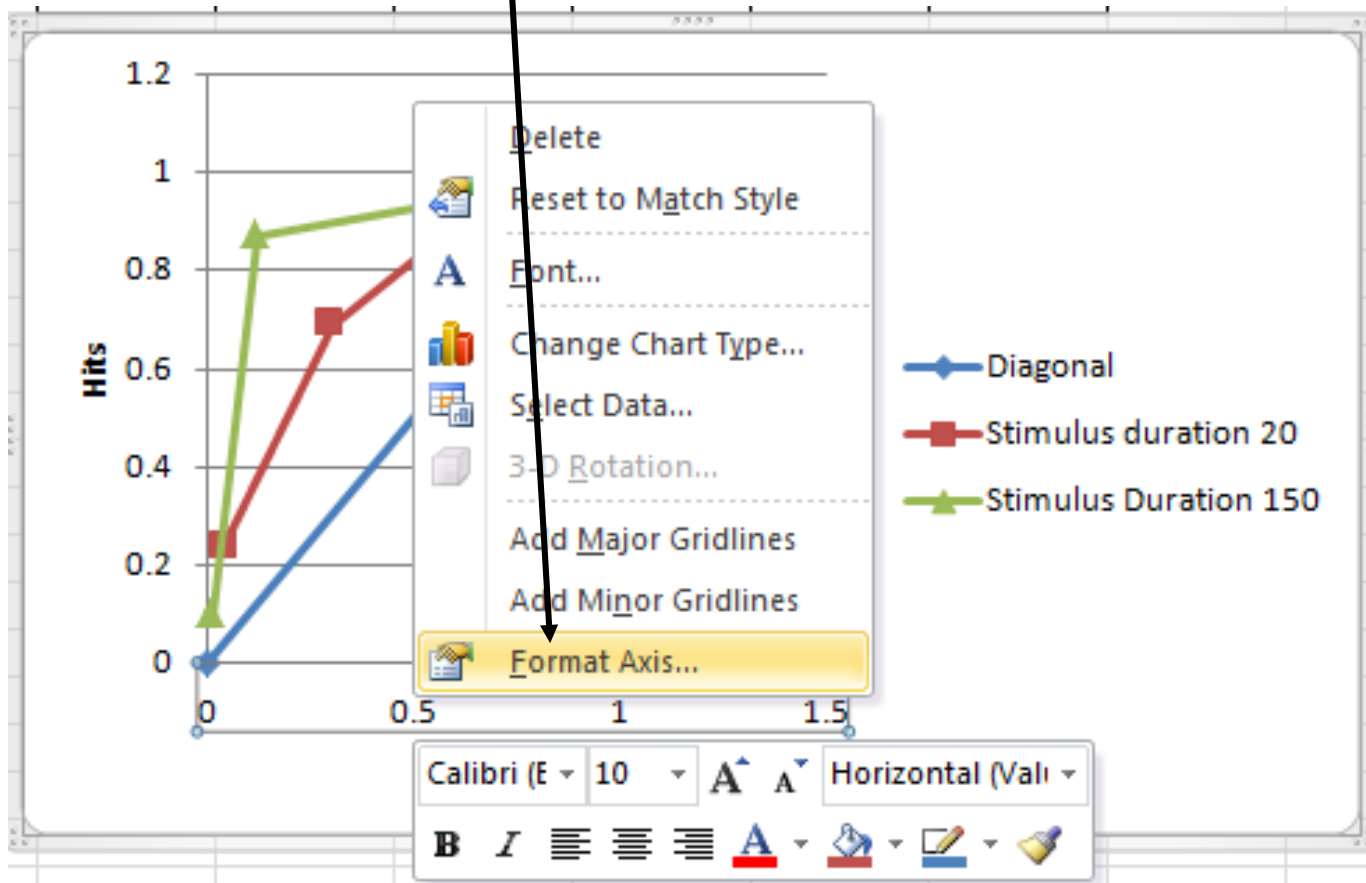 1.2
1
0.8
0.6
0.4
0.2
0
Hits
0
0.5
1
1.5
Delete
Reset to Match Style
Font...
Change Chart Type...
Select Data...
3-D Rotation...
Add Major Gridlines
Add Minor Gridlines
Format Axis...
Diagonal
Stimulus duration 20
Stimulus Duration 150
Calibri (E 10 A A Horizontal (Valu
B I A